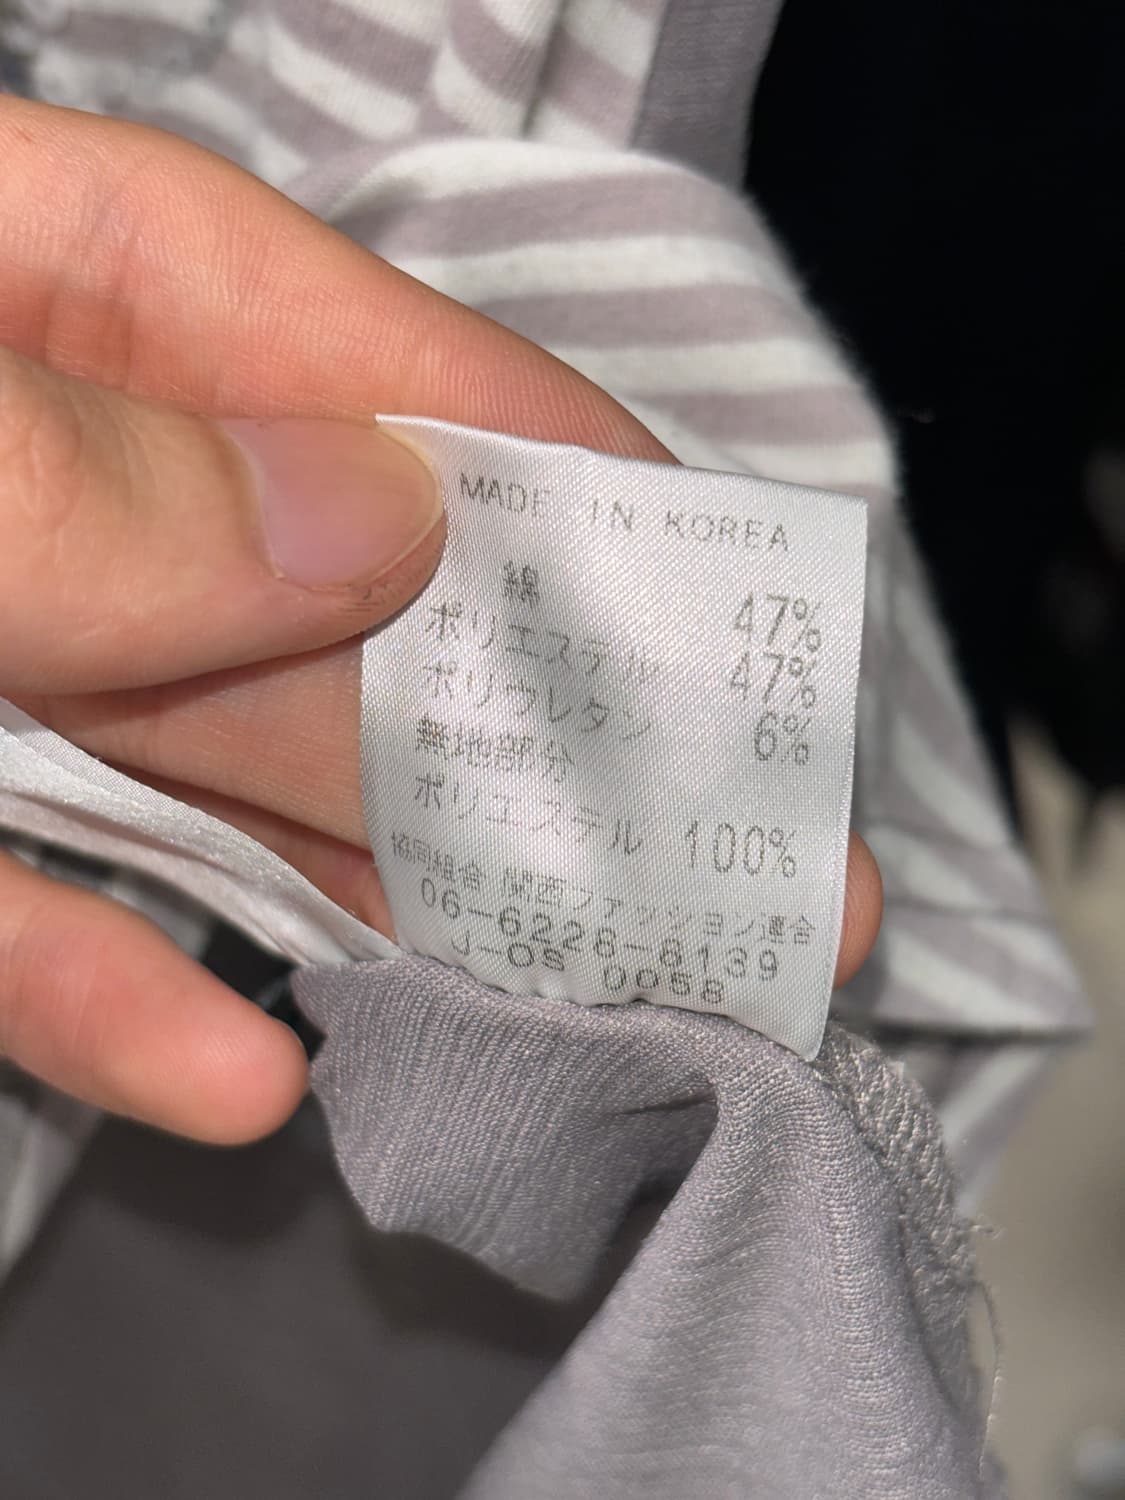 MADE IN KOREA
綿 47%
ポリエステル 47%
ポリウレタン 6%
無地部分
ポリエステル 100%
協同組合 関西ファッション連合
06-6228-8139
J-OS 0058